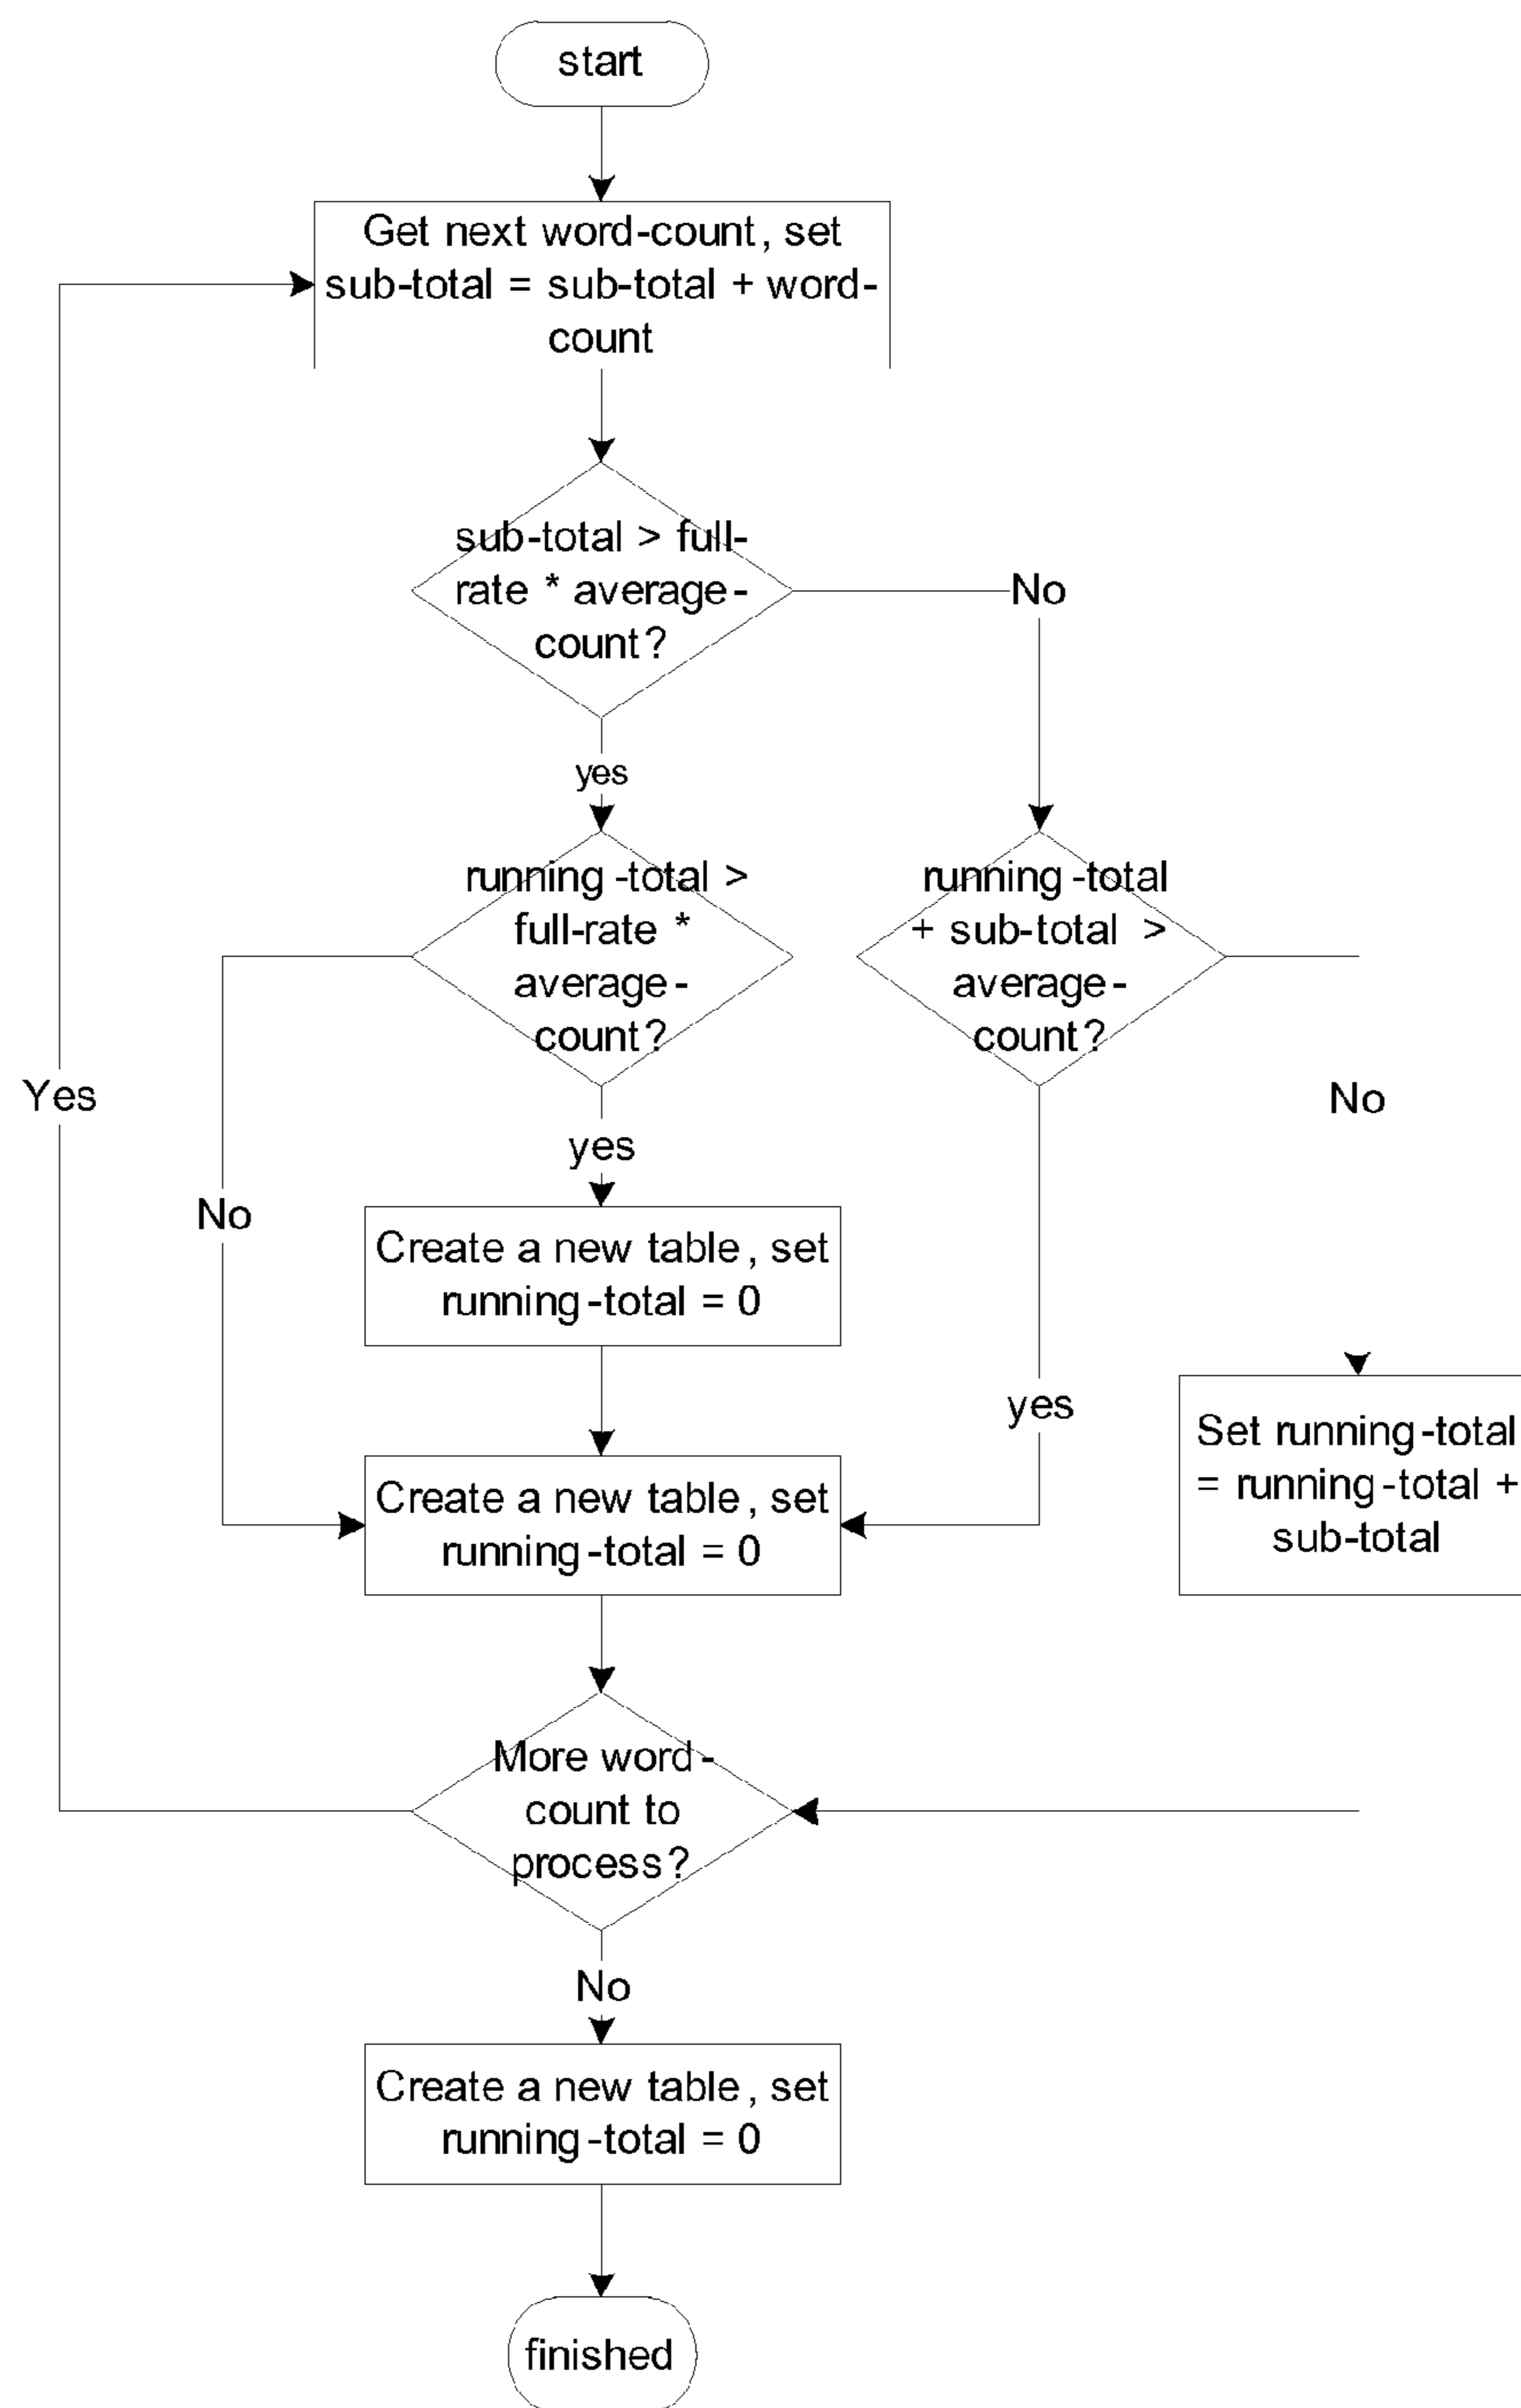 start
Get next word-count, set
sub-total = sub-total + word-
count
sub-total > full-
rate * average-
count?
No
yes
running-total >
full-rate *
average-
count?
running-total
+ sub-total >
average-
count?
Yes
No
yes
No
Create a new table, set
running-total = 0
yes
Set running-total
= running-total +
sub-total
Create a new table, set
running-total = 0
More word-
count to
process?
No
Create a new table, set
running-total = 0
finished